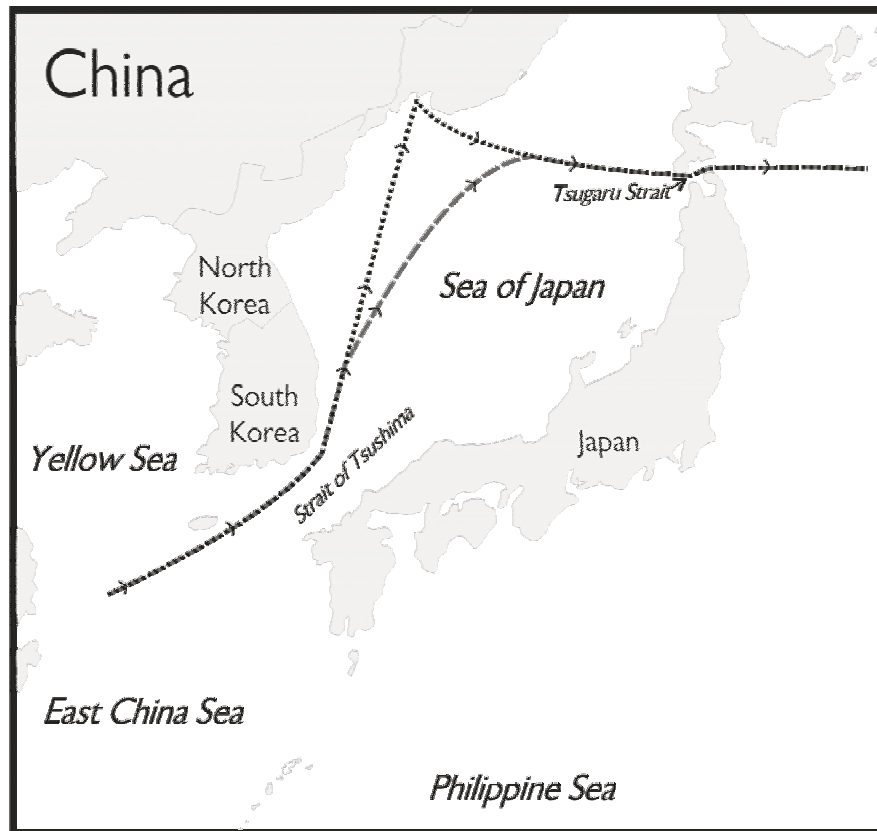 China
Tsugaru Strait
North
Korea
Sea of Japan
South
Korea
Strait of Tsushima
Japan
Yellow Sea
East China Sea
Philippine Sea